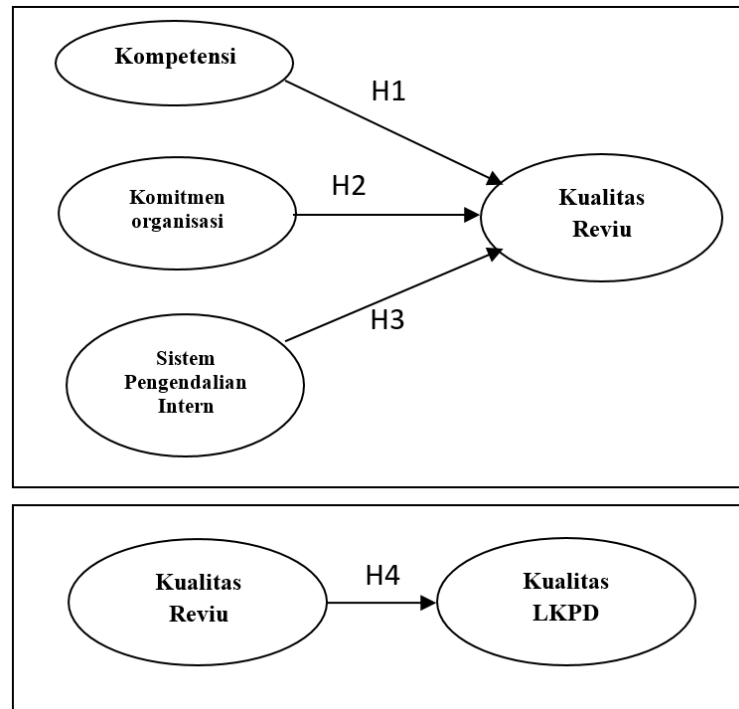 Kompetensi
H1
Komitmen
organisasi
H2
Kualitas
Reviu
H3
Sistem
Pengendalian
Intern
Kualitas
Reviu
H4
Kualitas
LKPD